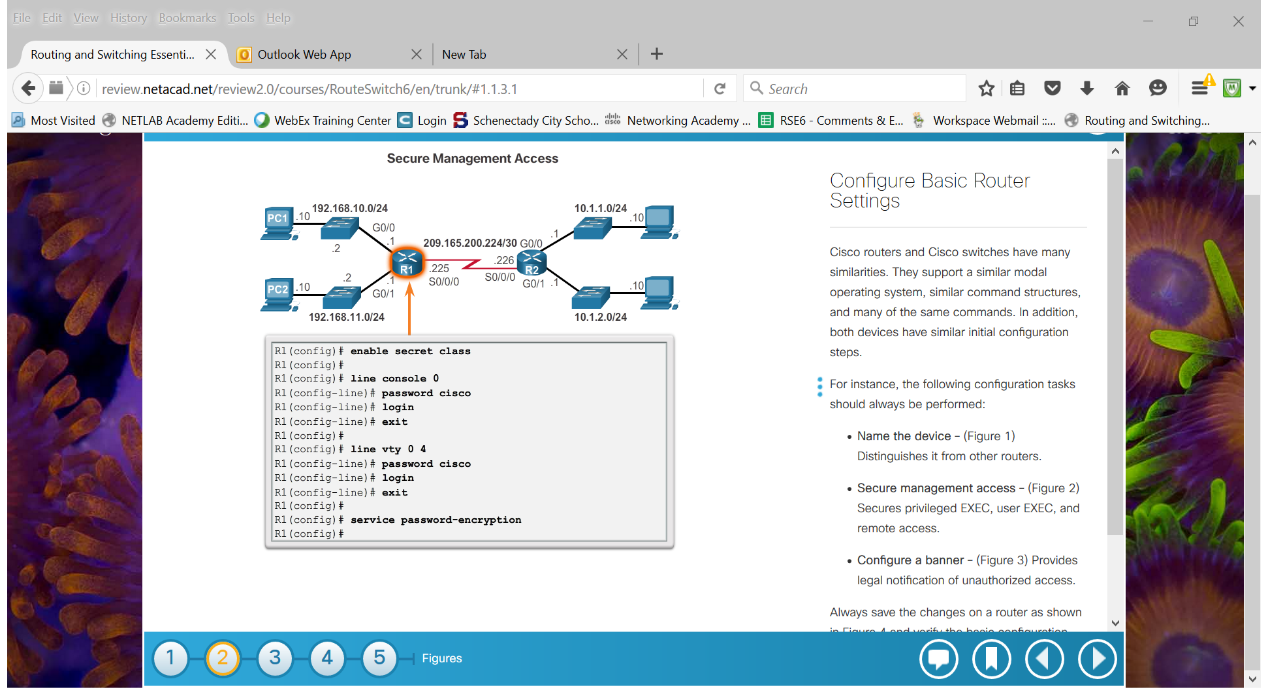 File Edit View History Bookmarks Tools Help
Routing and Switching Essenti... Outlook Web App New Tab
review.netacad.net/review2.0/courses/RouteSwitch6/en/trunk/#1.1.3.1 Search
Most Visited NETLAB Academy Editi... WebEx Training Center Login Schenectady City Scho... Networking Academy ... RSE6 - Comments & E... Workspace Webmail ::... Routing and Switching...
Secure Management Access
PC1 .10 192.168.10.0/24
G0/0
.1
.2
209.165.200.224/30
R1
.225
S0/0/0
.226
S0/0/0
R2
G0/0
.1
10.1.1.0/24
.10
PC2 .10
.2
.1
G0/1
192.168.11.0/24
G0/1 .1
.10
10.1.2.0/24
R1(config)# enable secret class
R1(config)#
R1(config)# line console 0
R1(config-line)# password cisco
R1(config-line)# login
R1(config-line)# exit
R1(config)#
R1(config)# line vty 0 4
R1(config-line)# password cisco
R1(config-line)# login
R1(config-line)# exit
R1(config)#
R1(config)# service password-encryption
R1(config)#
Configure Basic Router
Settings
Cisco routers and Cisco switches have many
similarities. They support a similar modal
operating system, similar command structures,
and many of the same commands. In addition,
both devices have similar initial configuration
steps.
For instance, the following configuration tasks
should always be performed:
• Name the device – (Figure 1)
Distinguishes it from other routers.
• Secure management access – (Figure 2)
Secures privileged EXEC, user EXEC, and
remote access.
• Configure a banner – (Figure 3) Provides
legal notification of unauthorized access.
Always save the changes on a router as shown
in Figure 4 and verify the basic configuration
1 2 3 4 5 Figures